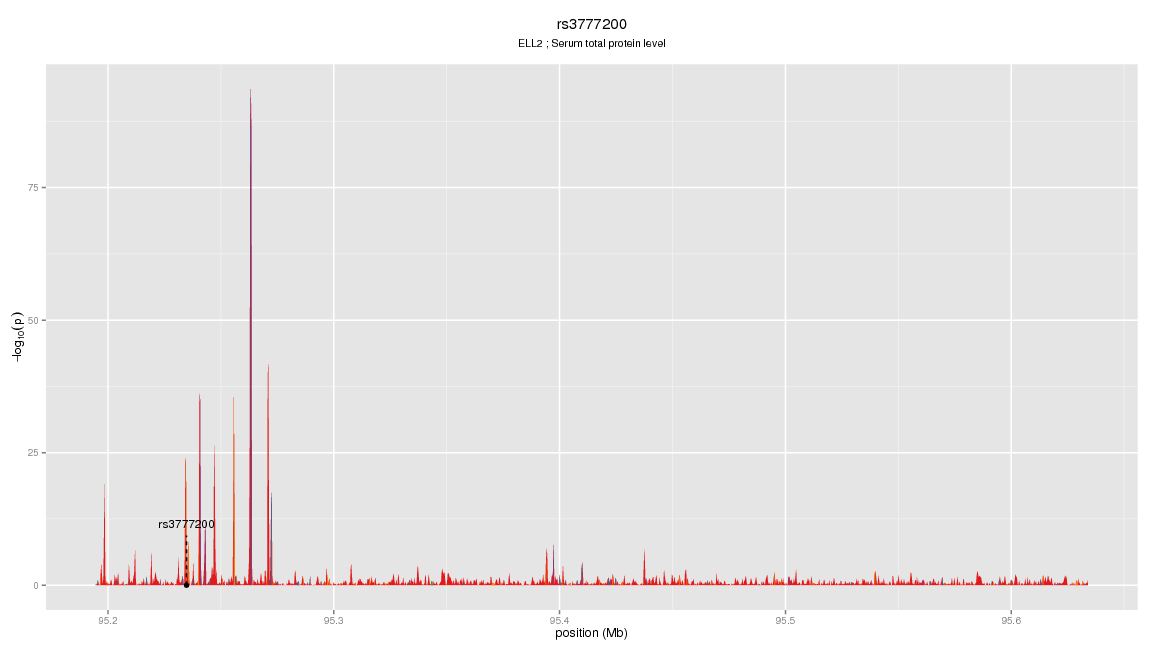 rs3777200
ELL2 ; Serum total protein level
−log10(p)
75
50
25
0
rs3777200
95.2
95.3
95.4
95.5
95.6
position (Mb)